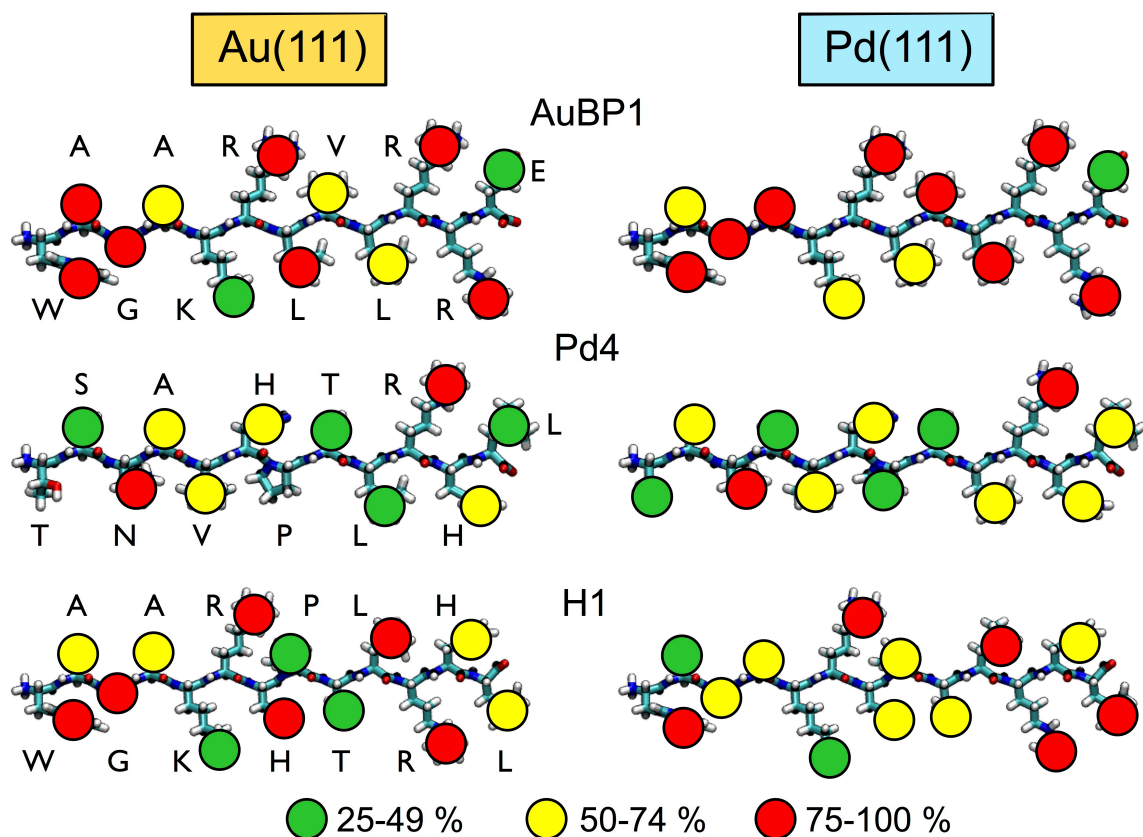 Au(111) Pd(111)
AuBP1
A A R V R
E
W G K L L R
Pd4
S A H T R
L
T N V P L H
H1
A A R P L H
W G K H T R L
25-49 % 50-74 % 75-100 %